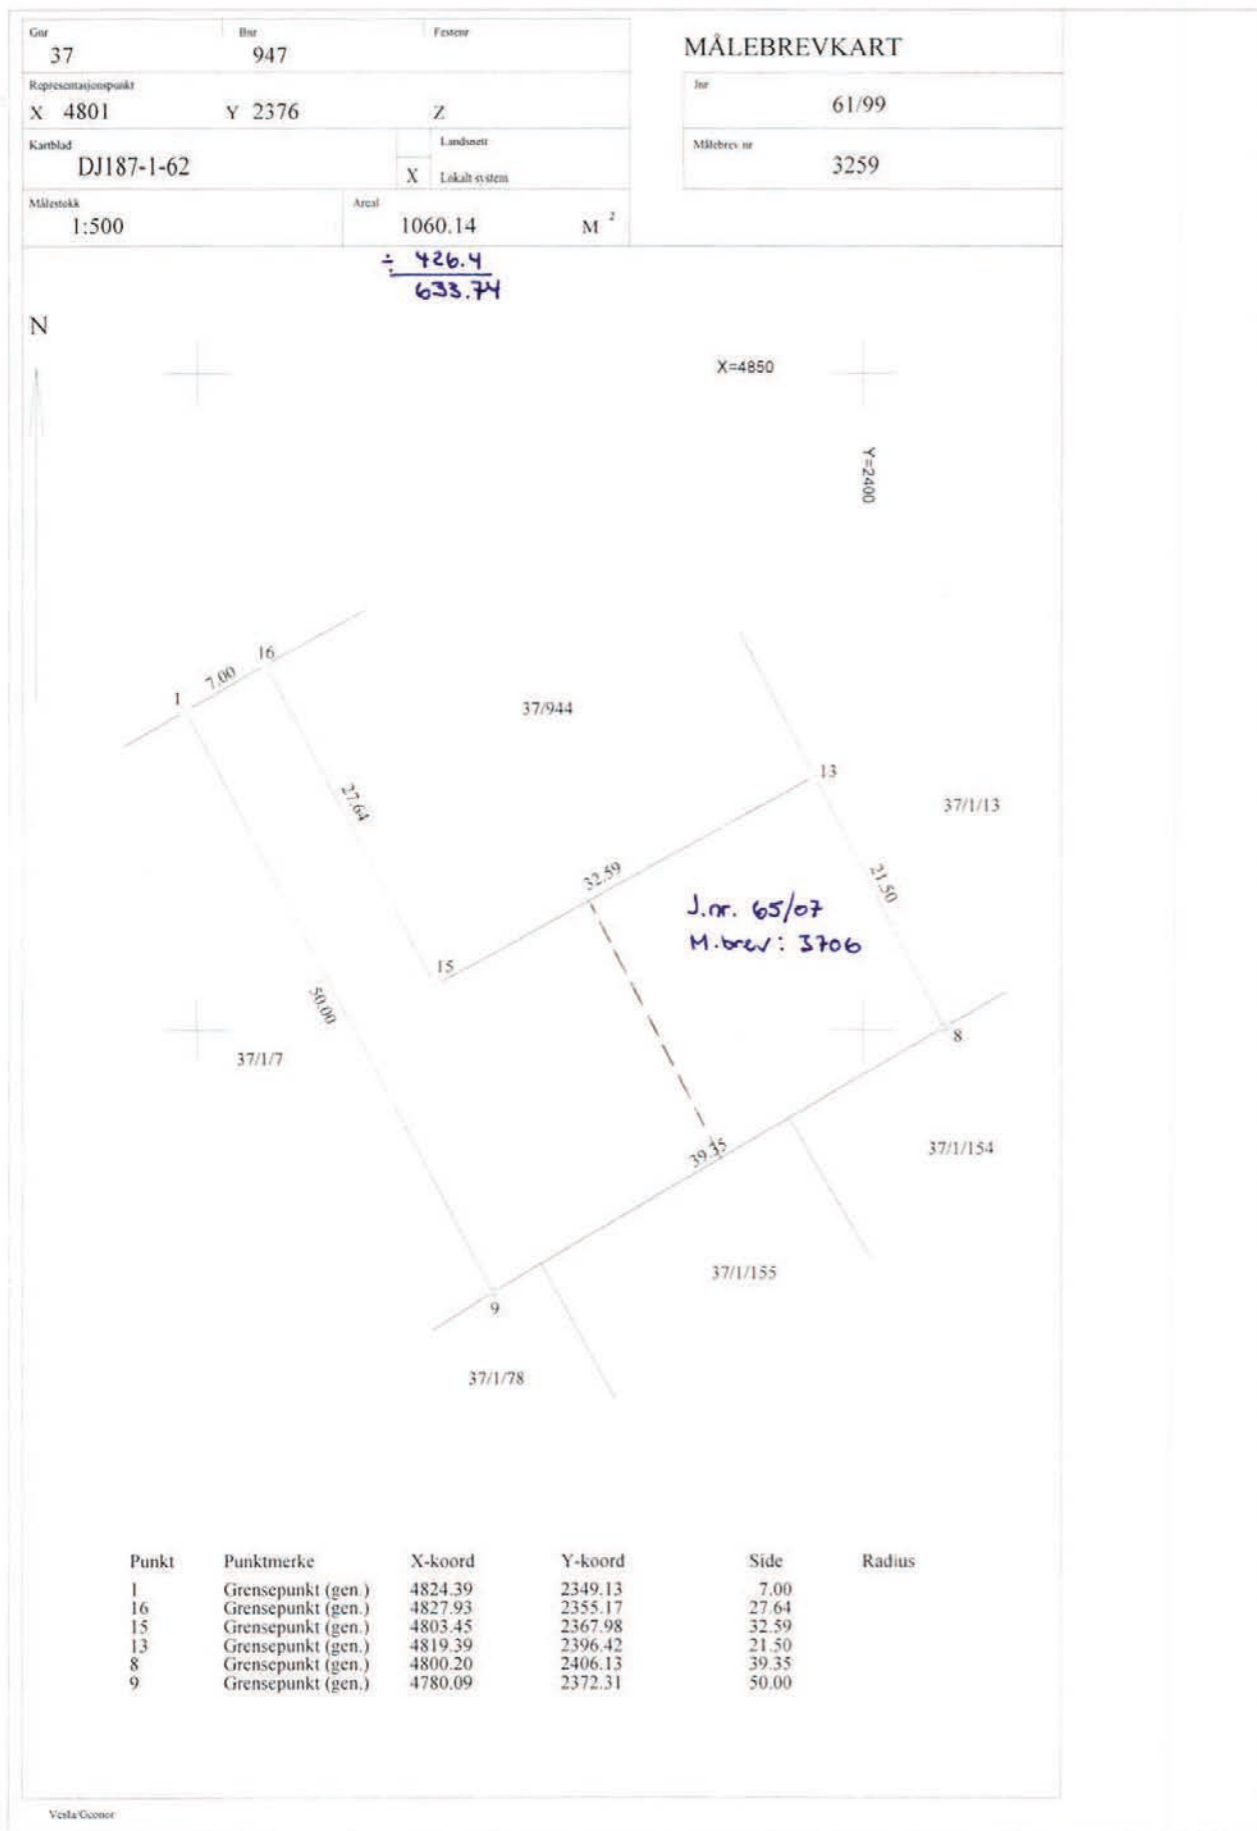 Gnr Bnr Festenr
37 947
MÅLEBREVKART
Representasjonspunkt
X 4801 Y 2376 Z
Jnr
61/99
Kartblad
DJ187-1-62
Landsnett
X Lokalt system
Målebrev nr
3259
Målestokk
1:500
Areal
1060.14 M 2
÷ 426.4
633.74
N
X=4850
Y=2400
16
7.00
1
37/944
13
27.64
37/1/13
32.59
21.50
J.nr. 65/07
M.brev: 3706
15
50.00
8
37/1/7
39.35
37/1/154
37/1/155
9
37/1/78
Punkt Punktmerke X-koord Y-koord Side Radius
1 Grensepunkt (gen.) 4824.39 2349.13 7.00
16 Grensepunkt (gen.) 4827.93 2355.17 27.64
15 Grensepunkt (gen.) 4803.45 2367.98 32.59
13 Grensepunkt (gen.) 4819.39 2396.42 21.50
8 Grensepunkt (gen.) 4800.20 2406.13 39.35
9 Grensepunkt (gen.) 4780.09 2372.31 50.00
Vesla/Geonor